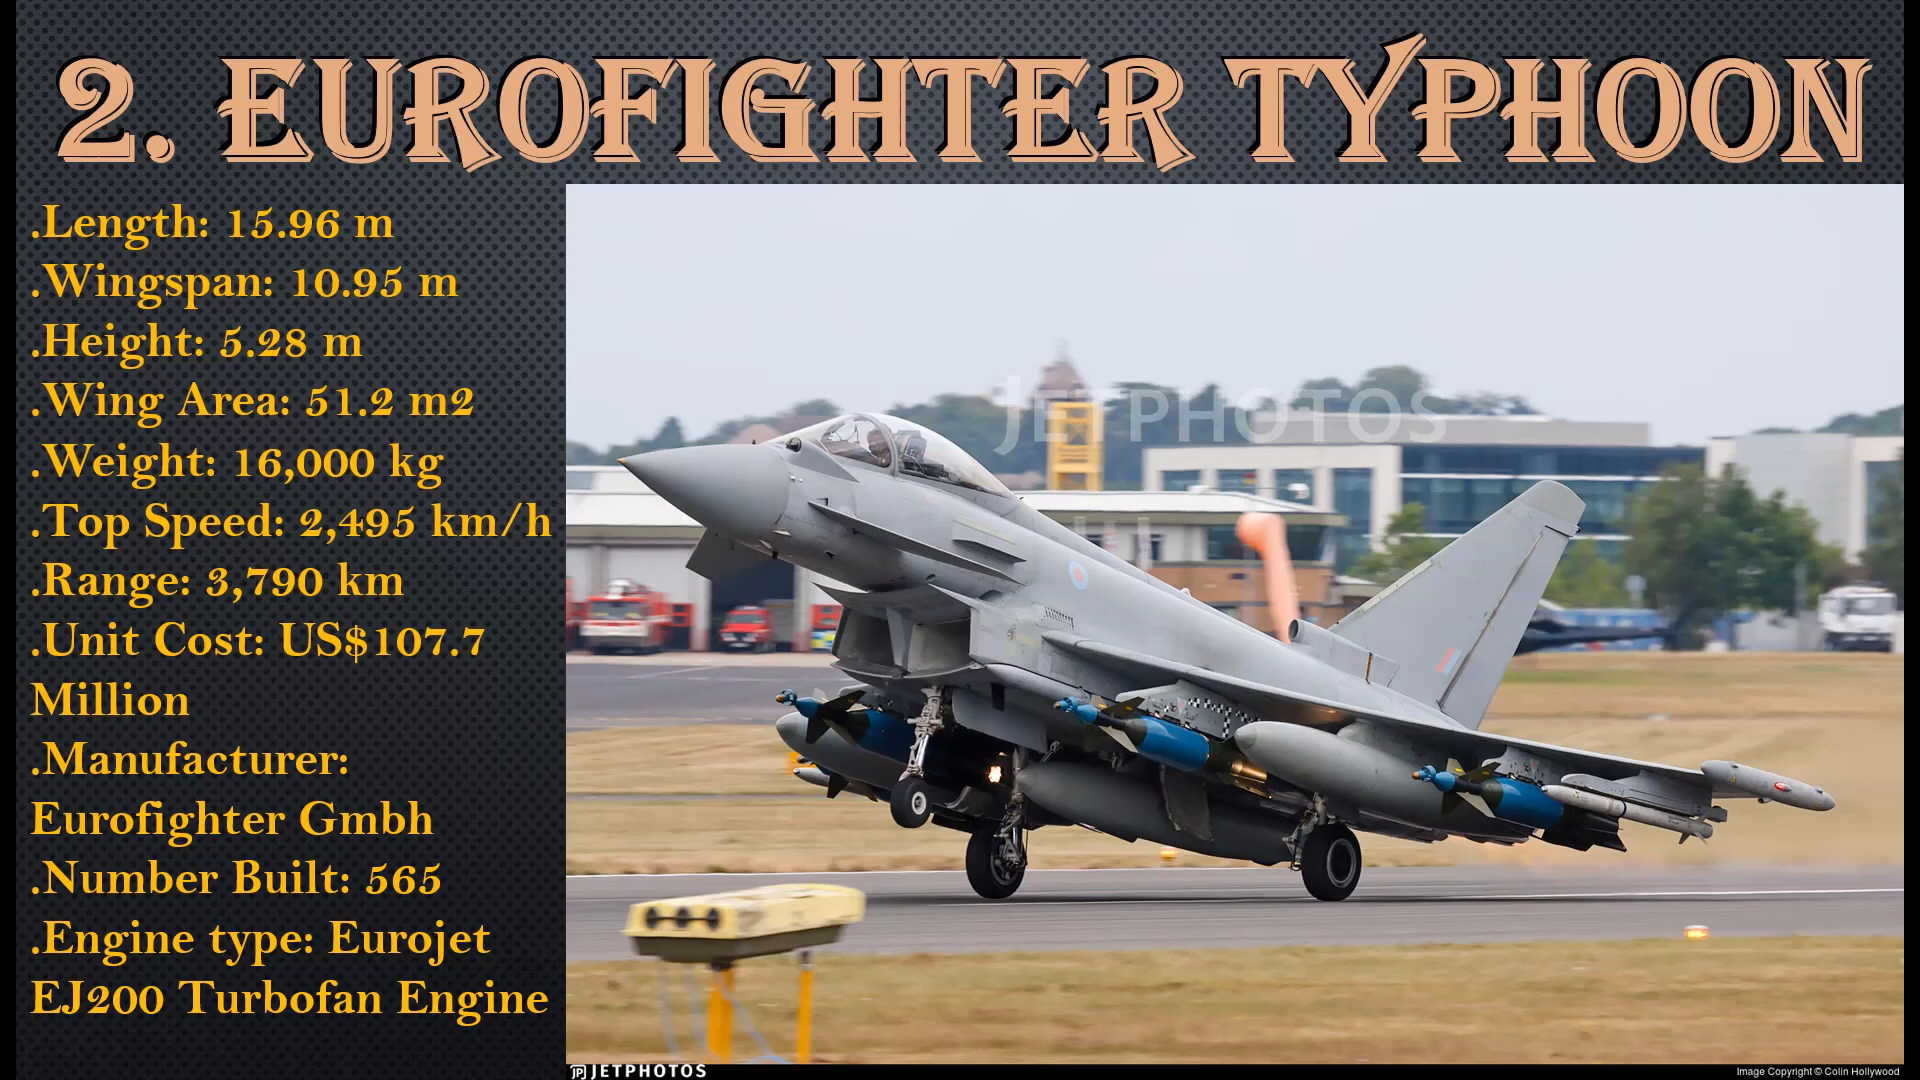 2. EUROFIGHTER TYPHOON
.Length: 15.96 m
.Wingspan: 10.95 m
.Height: 5.28 m
.Wing Area: 51.2 m2
.Weight: 16,000 kg
.Top Speed: 2,495 km/h
.Range: 3,790 km
.Unit Cost: US$107.7
Million
.Manufacturer:
Eurofighter Gmbh
.Number Built: 565
.Engine type: Eurojet
EJ200 Turbofan Engine
JETPHOTOS
JP JETPHOTOS
Image Copyright © Colin Hollywood